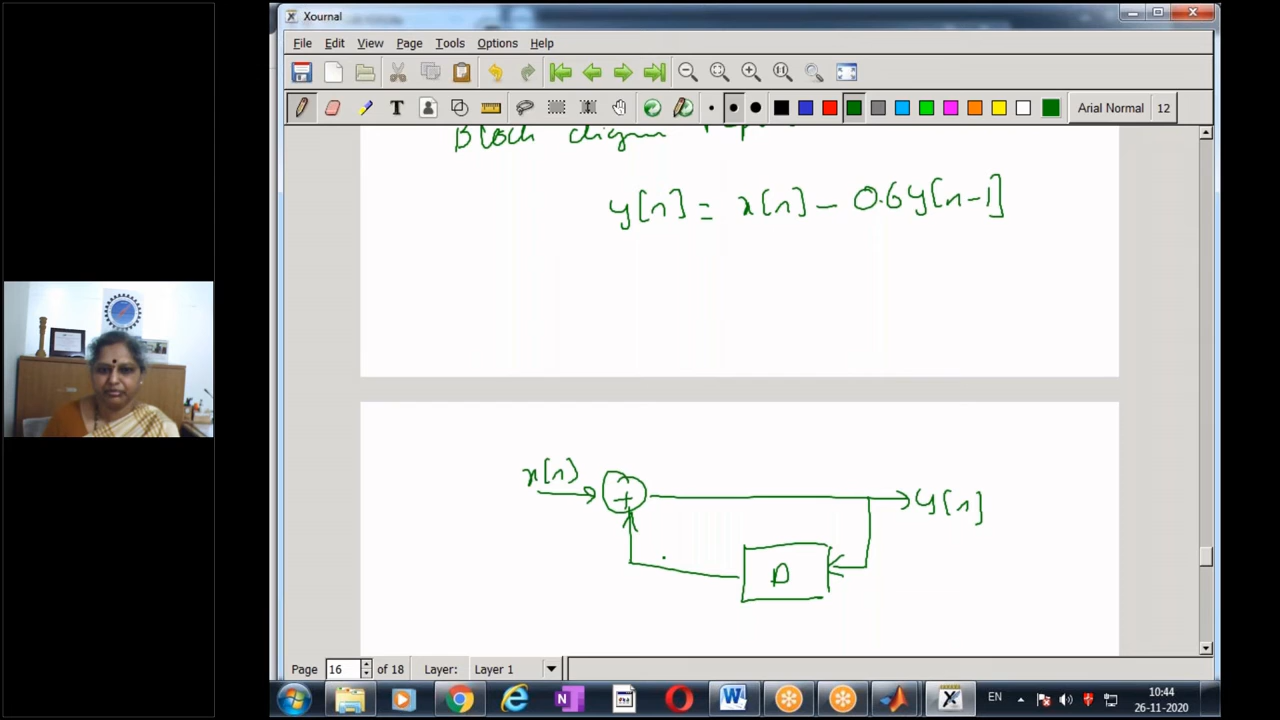 Xournal
File Edit View Page Tools Options Help
Arial Normal 12
Block
y[n] = x[n] - 0.6y[n-1]
x[n] + y[n]
D
Page 16 of 18 Layer: Layer 1
EN 10:44
26-11-2020